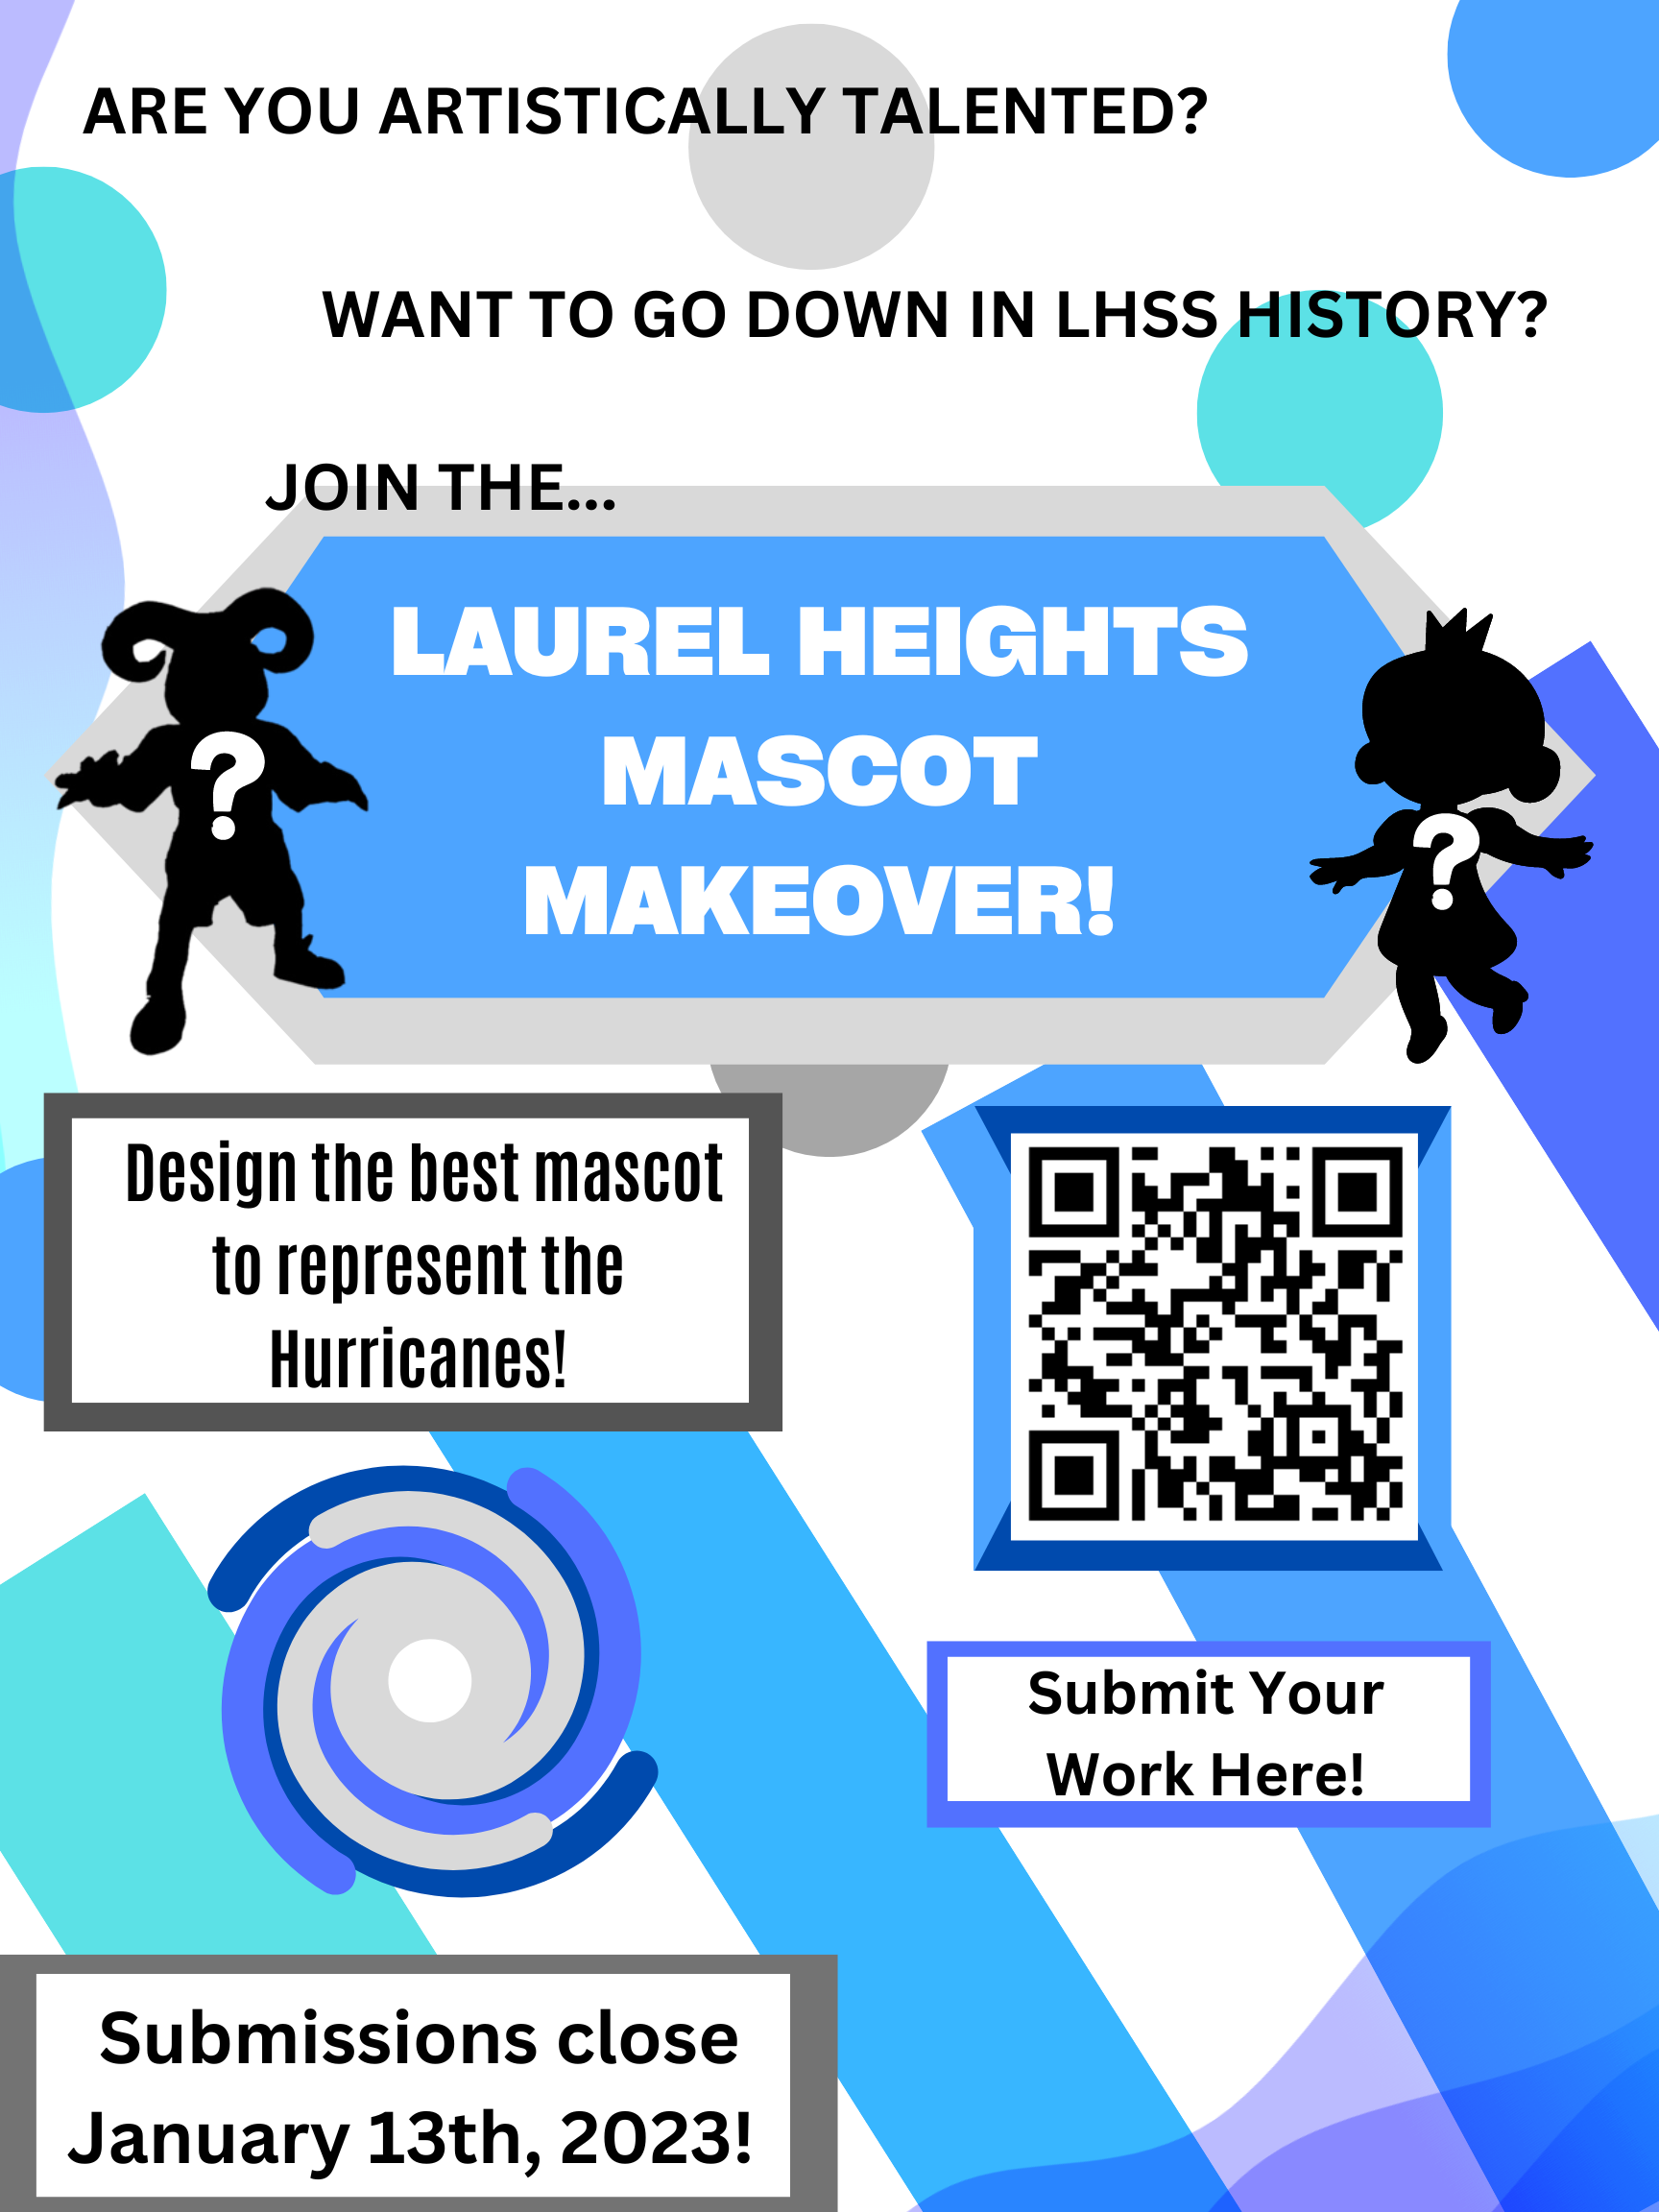 ARE YOU ARTISTICALLY TALENTED?
WANT TO GO DOWN IN LHSS HISTORY?
JOIN THE...
LAUREL HEIGHTS
MASCOT
MAKEOVER!
?
?
Design the best mascot
to represent the
Hurricanes!
Submit Your
Work Here!
Submissions close
January 13th, 2023!